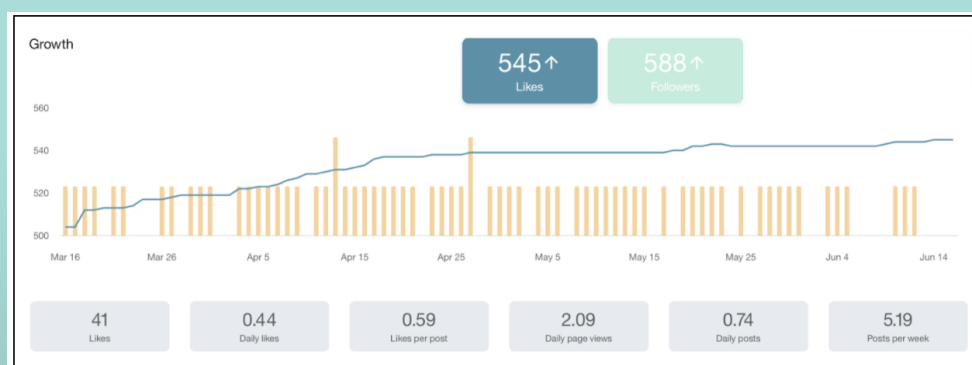 Growth
545↑
Likes
588↑
Followers
560
540
520
500
Mar 16
Mar 26
Apr 5
Apr 15
Apr 25
May 5
May 15
May 25
Jun 4
Jun 14
41
Likes
0.44
Daily likes
0.59
Likes per post
2.09
Daily page views
0.74
Daily posts
5.19
Posts per week